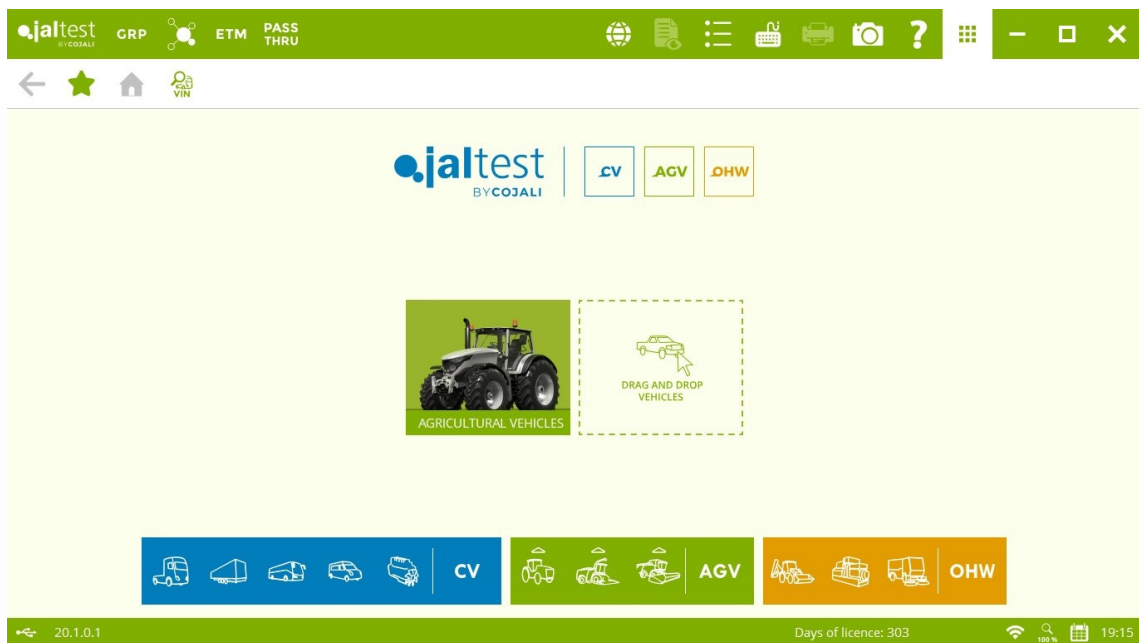 jaltest
BY COJALI
GRP
ETM
PASS
THRU
?
VIN
jaltest
BY COJALI
CV
AGV
OHW
AGRICULTURAL VEHICLES
DRAG AND DROP
VEHICLES
CV
AGV
OHW
20.1.0.1
Days of licence: 303
100 %
19:15